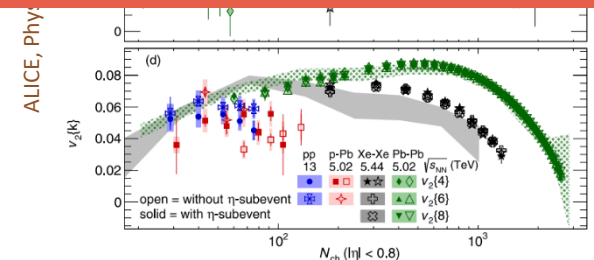 ALICE, Phys
0
(d)
0.08
0.06
0.04
0.02
0
v₂{k}
pp p-Pb Xe-Xe Pb-Pb
13 5.02 5.44 5.02 √sNN (TeV)
v₂{4}
open = without η-subevent v₂{6}
solid = with η-subevent v₂{8}
10² 10³
Nch (|η| < 0.8)